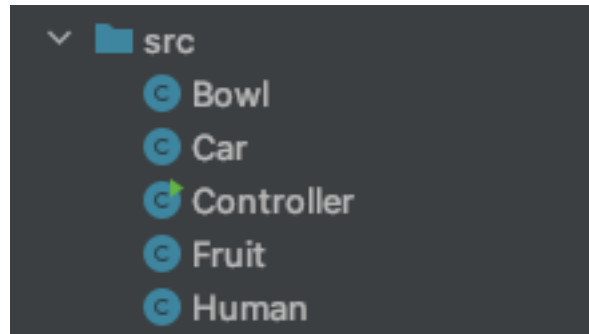 src
C Bowl
C Car
C Controller
C Fruit
C Human